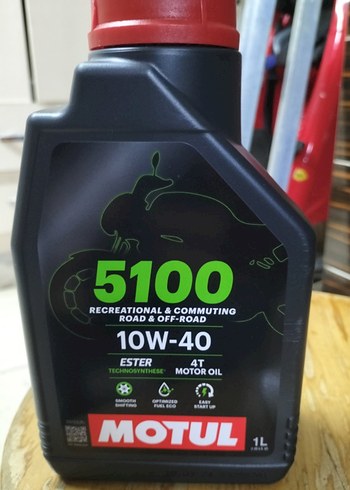 5100
RECREATIONAL & COMMUTING
ROAD & OFF-ROAD
10W-40
ESTER 4T
TECHNOSYNTHESE® MOTOR OIL
SMOOTH SHIFTING
OPTIMIZED FUEL ECO
EASY START UP
MOTUL
1L